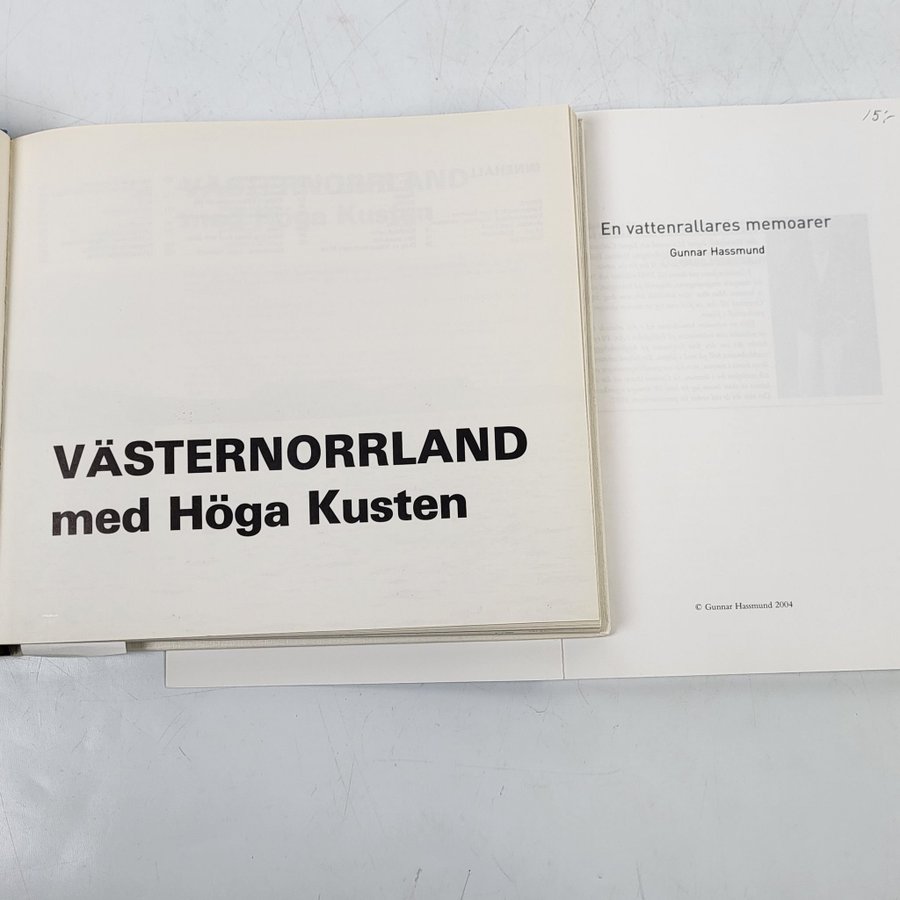 VÄSTERNORRLAND
med Höga Kusten
15:-
En vattenrallares memoarer
Gunnar Hassmund
© Gunnar Hassmund 2004